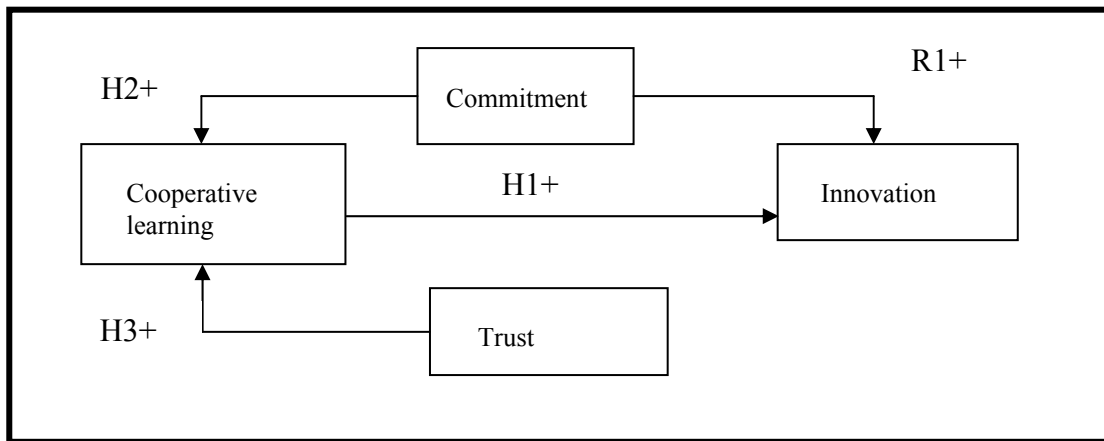 R1+
H2+
Commitment
H1+
Cooperative
learning
Innovation
H3+
Trust